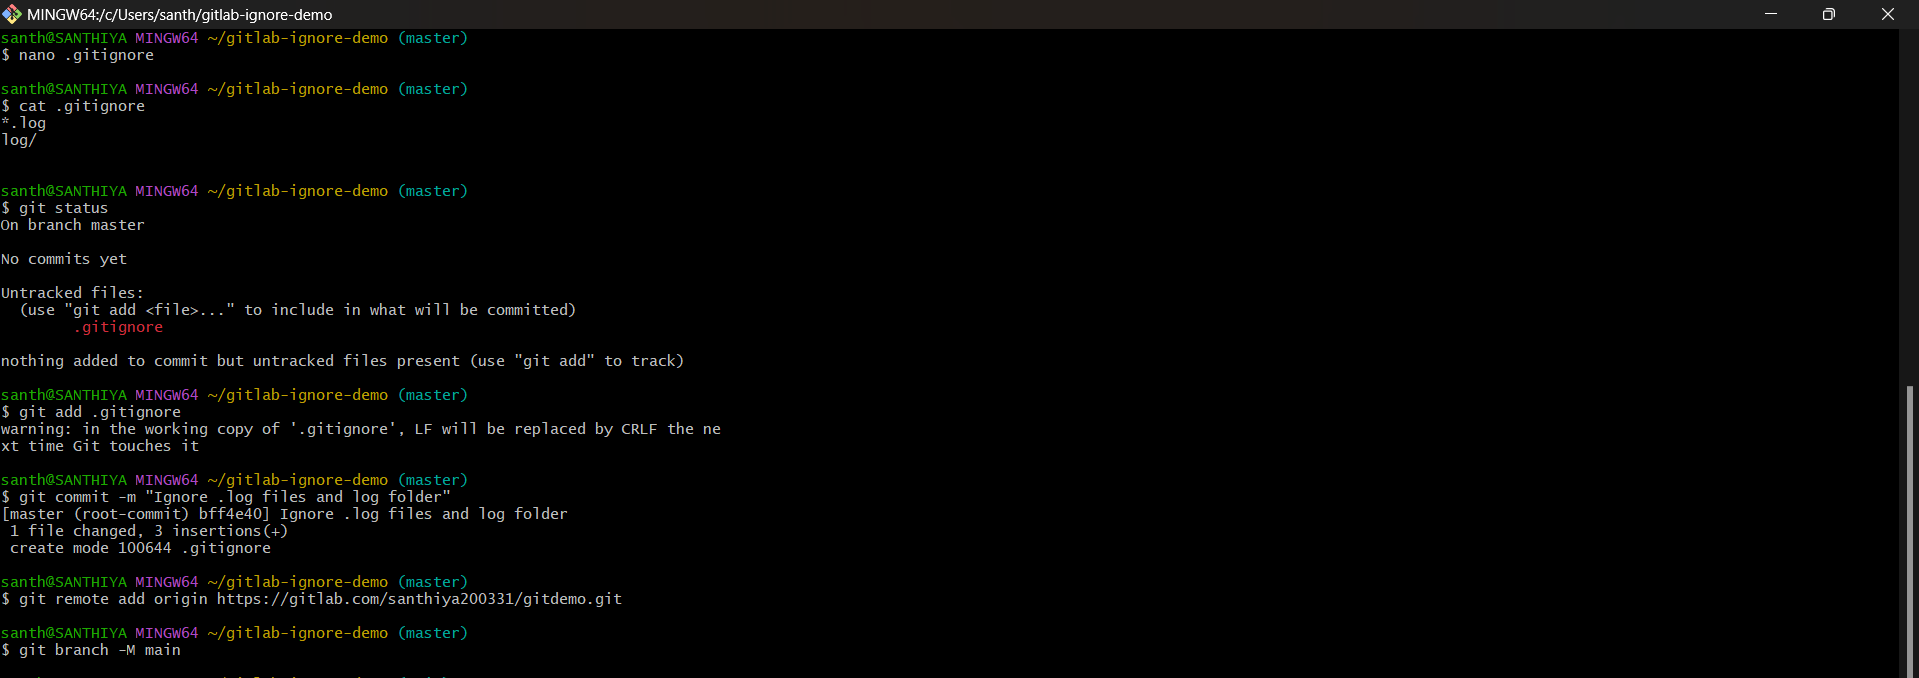 MINGW64:/c/Users/santh/gitlab-ignore-demo
santh@SANTHIYA MINGW64 ~/gitlab-ignore-demo (master)
$ nano .gitignore
santh@SANTHIYA MINGW64 ~/gitlab-ignore-demo (master)
$ cat .gitignore
*.log
log/
santh@SANTHIYA MINGW64 ~/gitlab-ignore-demo (master)
$ git status
On branch master
No commits yet
Untracked files:
  (use "git add <file>..." to include in what will be committed)
        .gitignore
nothing added to commit but untracked files present (use "git add" to track)
santh@SANTHIYA MINGW64 ~/gitlab-ignore-demo (master)
$ git add .gitignore
warning: in the working copy of '.gitignore', LF will be replaced by CRLF the ne
xt time Git touches it
santh@SANTHIYA MINGW64 ~/gitlab-ignore-demo (master)
$ git commit -m "Ignore .log files and log folder"
[master (root-commit) bff4e40] Ignore .log files and log folder
 1 file changed, 3 insertions(+)
 create mode 100644 .gitignore
santh@SANTHIYA MINGW64 ~/gitlab-ignore-demo (master)
$ git remote add origin https://gitlab.com/santhiya200331/gitdemo.git
santh@SANTHIYA MINGW64 ~/gitlab-ignore-demo (master)
$ git branch -M main